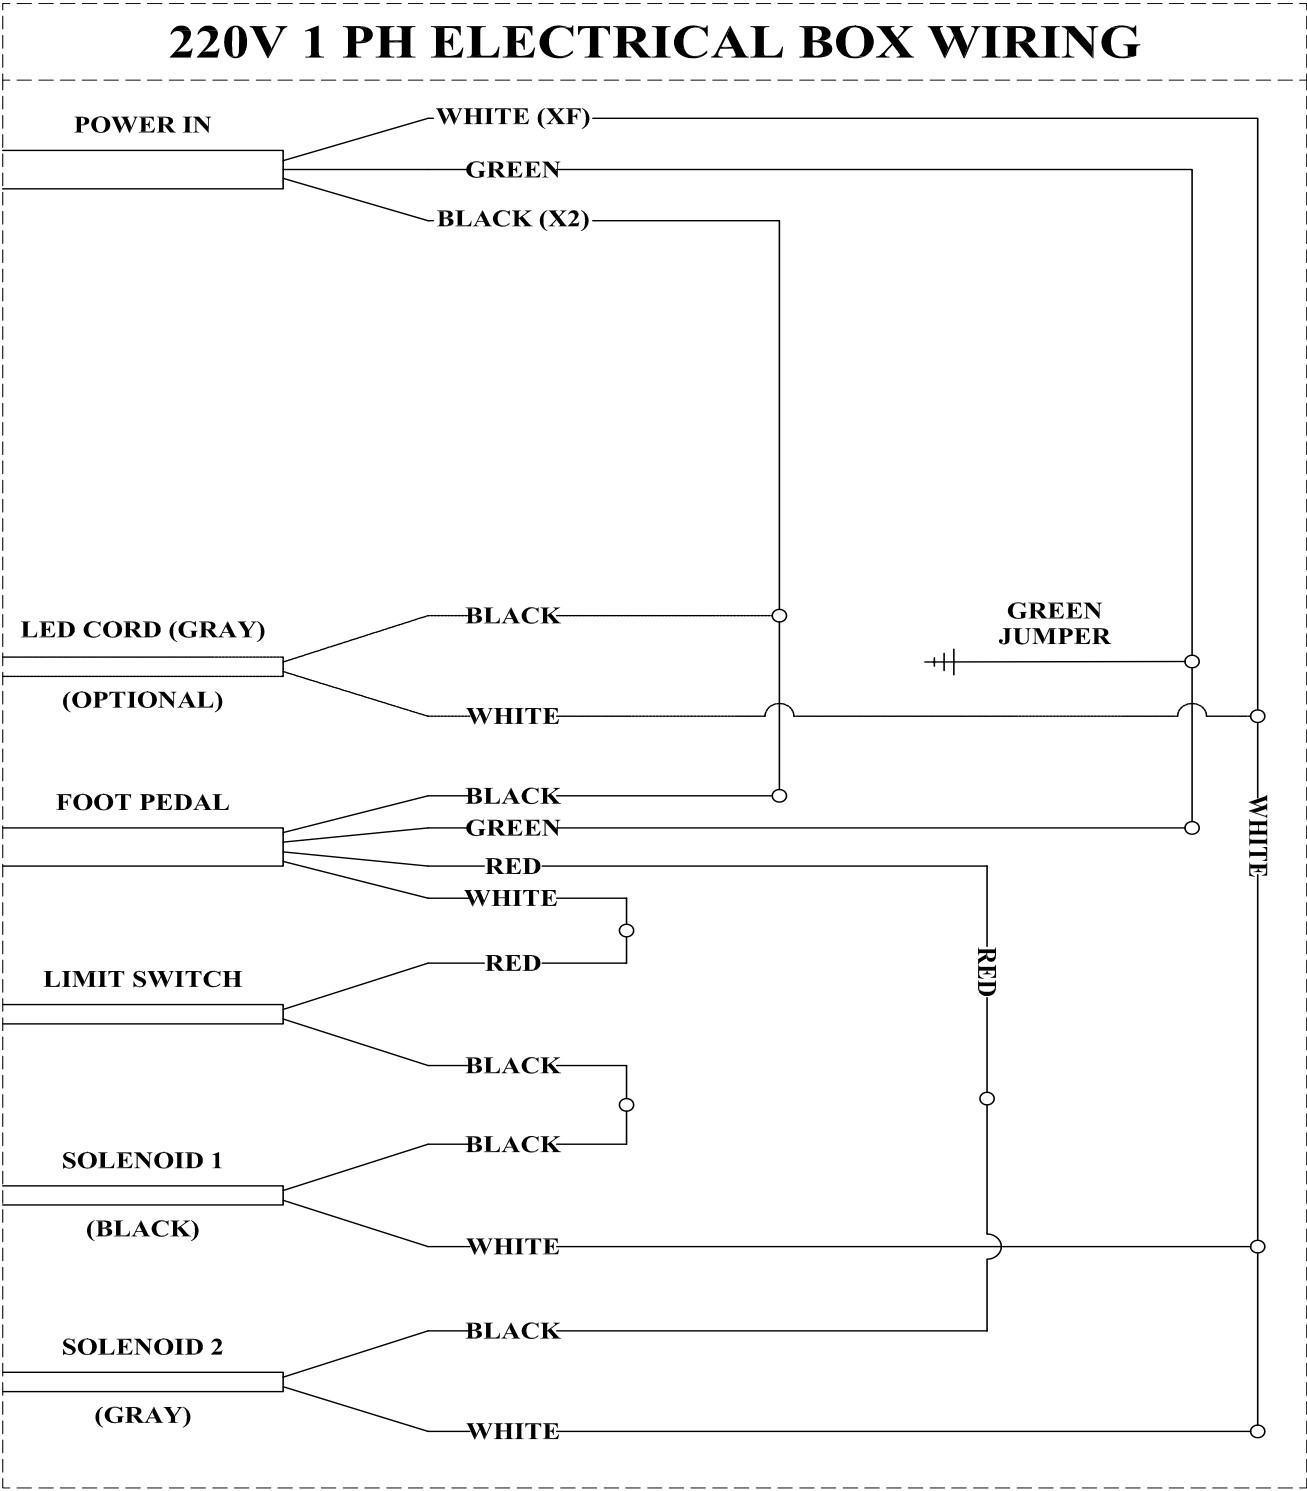 220V 1 PH ELECTRICAL BOX WIRING
POWER IN
WHITE (XF)
GREEN
BLACK (X2)
LED CORD (GRAY)
(OPTIONAL)
BLACK
WHITE
GREEN
JUMPER
FOOT PEDAL
BLACK
GREEN
RED
WHITE
WHITE
LIMIT SWITCH
RED
BLACK
RED
SOLENOID 1
(BLACK)
BLACK
WHITE
SOLENOID 2
(GRAY)
BLACK
WHITE